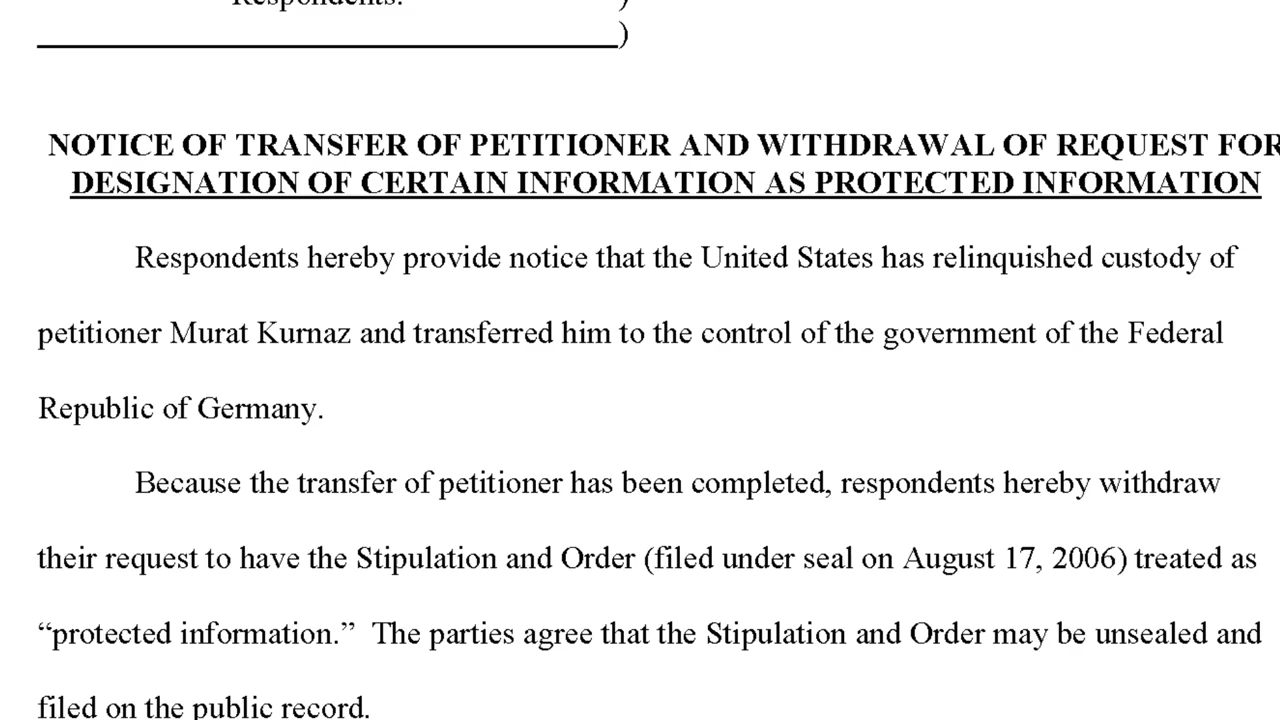 Respondents. )
)
NOTICE OF TRANSFER OF PETITIONER AND WITHDRAWAL OF REQUEST FOR
DESIGNATION OF CERTAIN INFORMATION AS PROTECTED INFORMATION
Respondents hereby provide notice that the United States has relinquished custody of
petitioner Murat Kurnaz and transferred him to the control of the government of the Federal
Republic of Germany.
Because the transfer of petitioner has been completed, respondents hereby withdraw
their request to have the Stipulation and Order (filed under seal on August 17, 2006) treated as
“protected information.”  The parties agree that the Stipulation and Order may be unsealed and
filed on the public record.